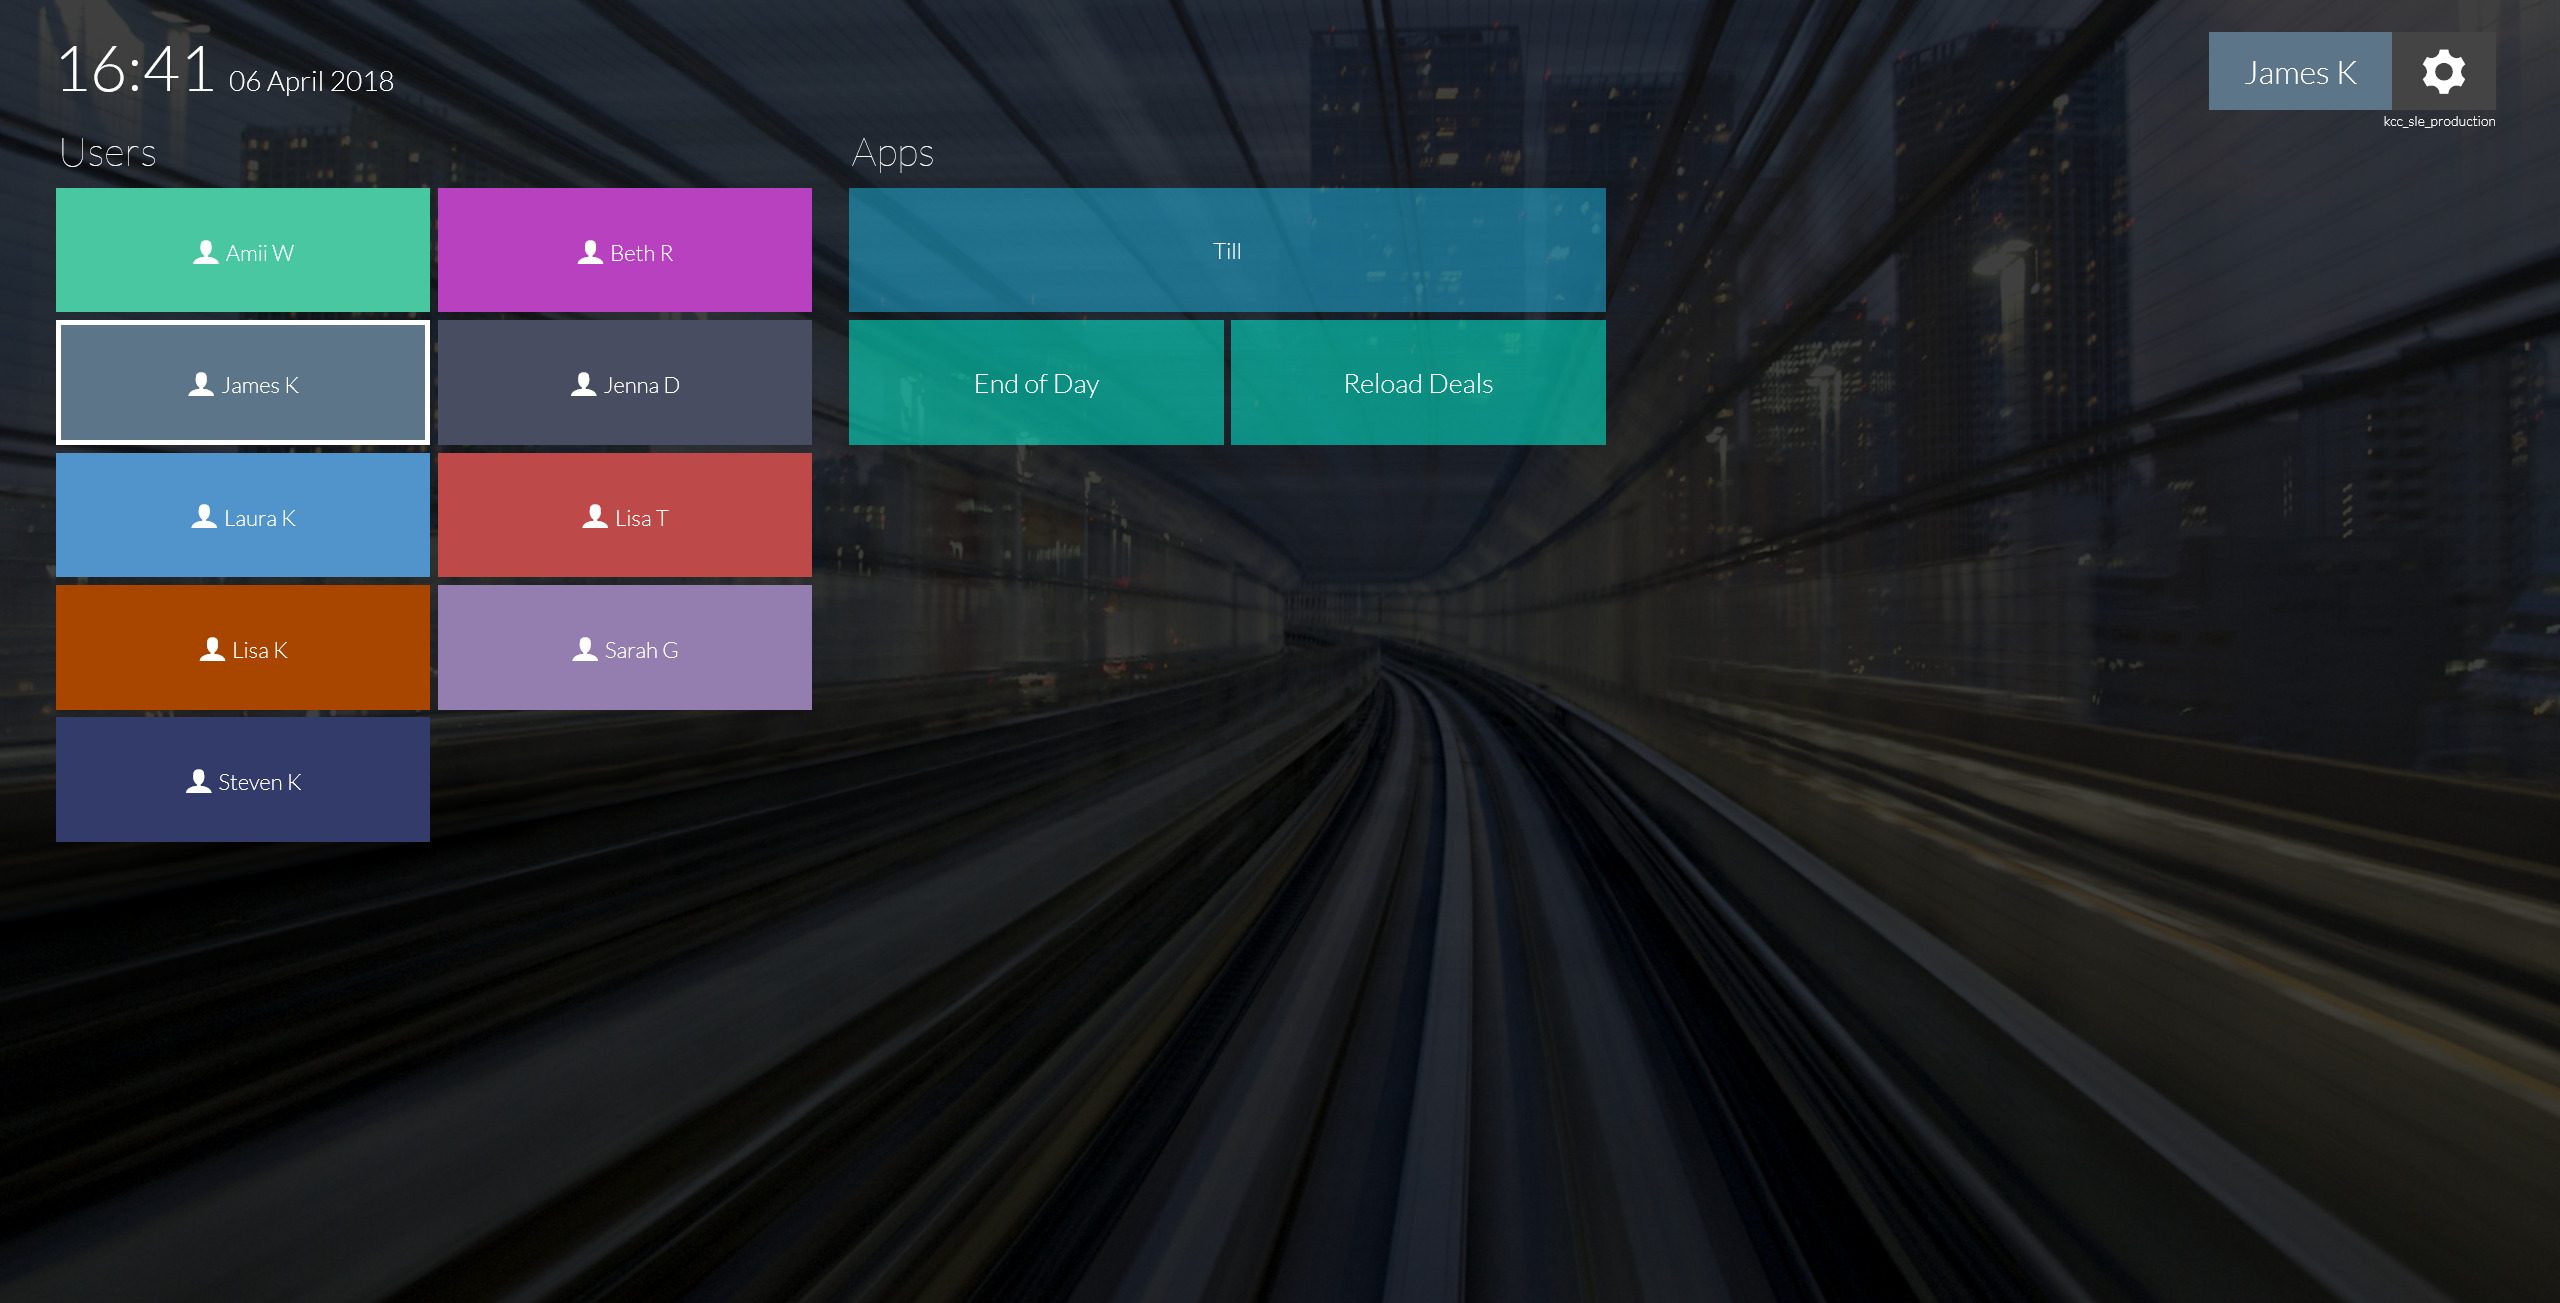 16:41 06 April 2018
James K
kcc_sle_production
Users
Amii W
Beth R
James K
Jenna D
Laura K
Lisa T
Lisa K
Sarah G
Steven K
Apps
Till
End of Day
Reload Deals